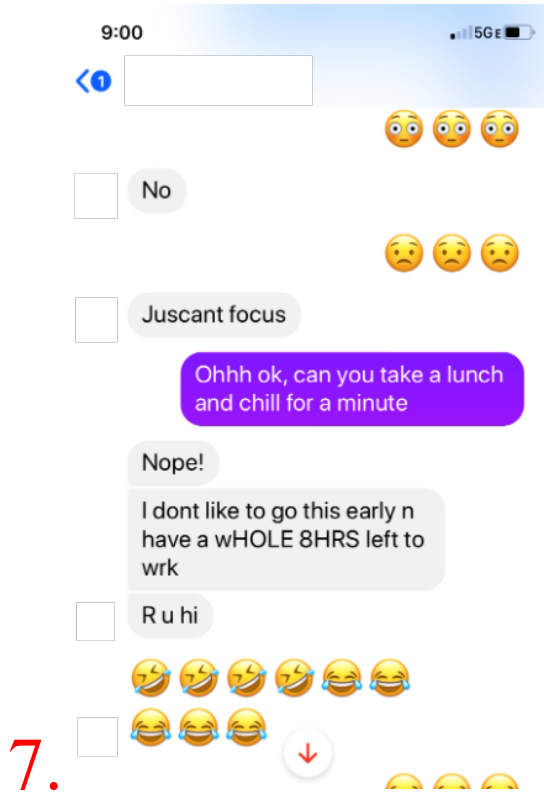 9:00
5GE
1
😳 😳 😳
No
😟 😟 😟
Juscant focus
Ohhh ok, can you take a lunch
and chill for a minute
Nope!
I dont like to go this early n
have a wHOLE 8HRS left to
wrk
R u hi
🤣 🤣 🤣 🤣 😂 😂
😂 😂 😂
7.